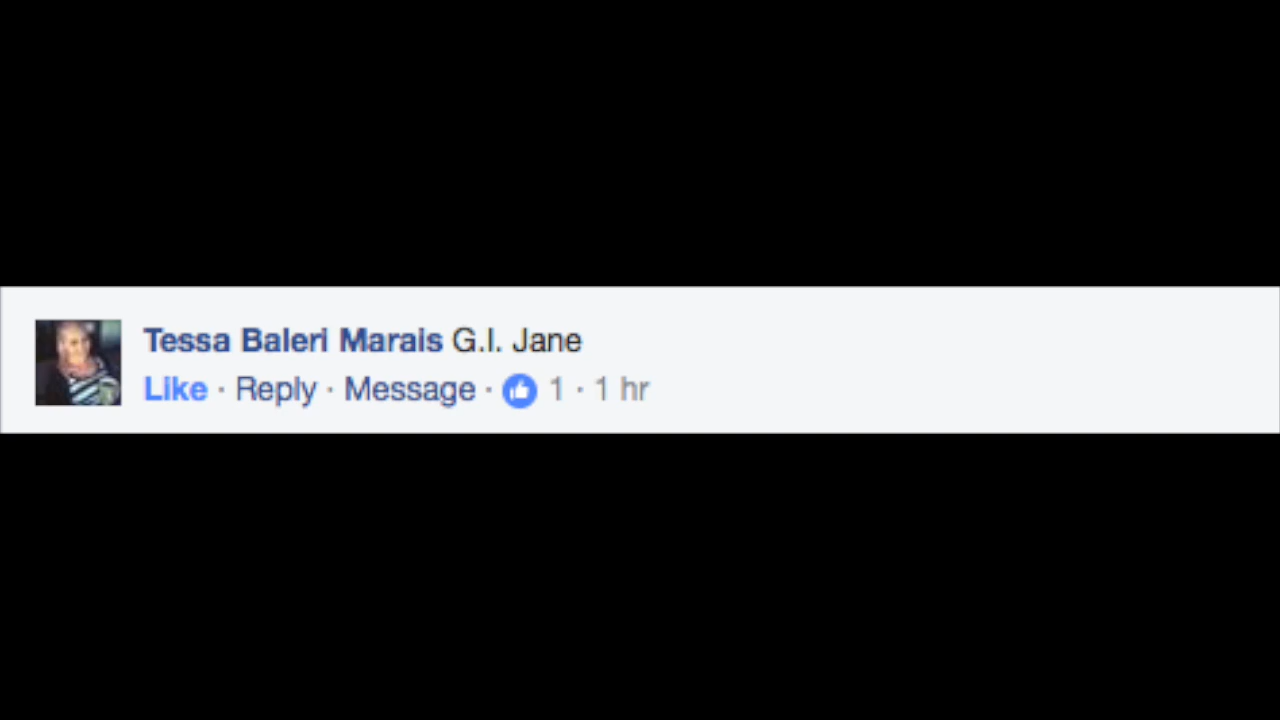 Tessa Baleri Marais G.I. Jane
Like · Reply · Message · 1 · 1 hr